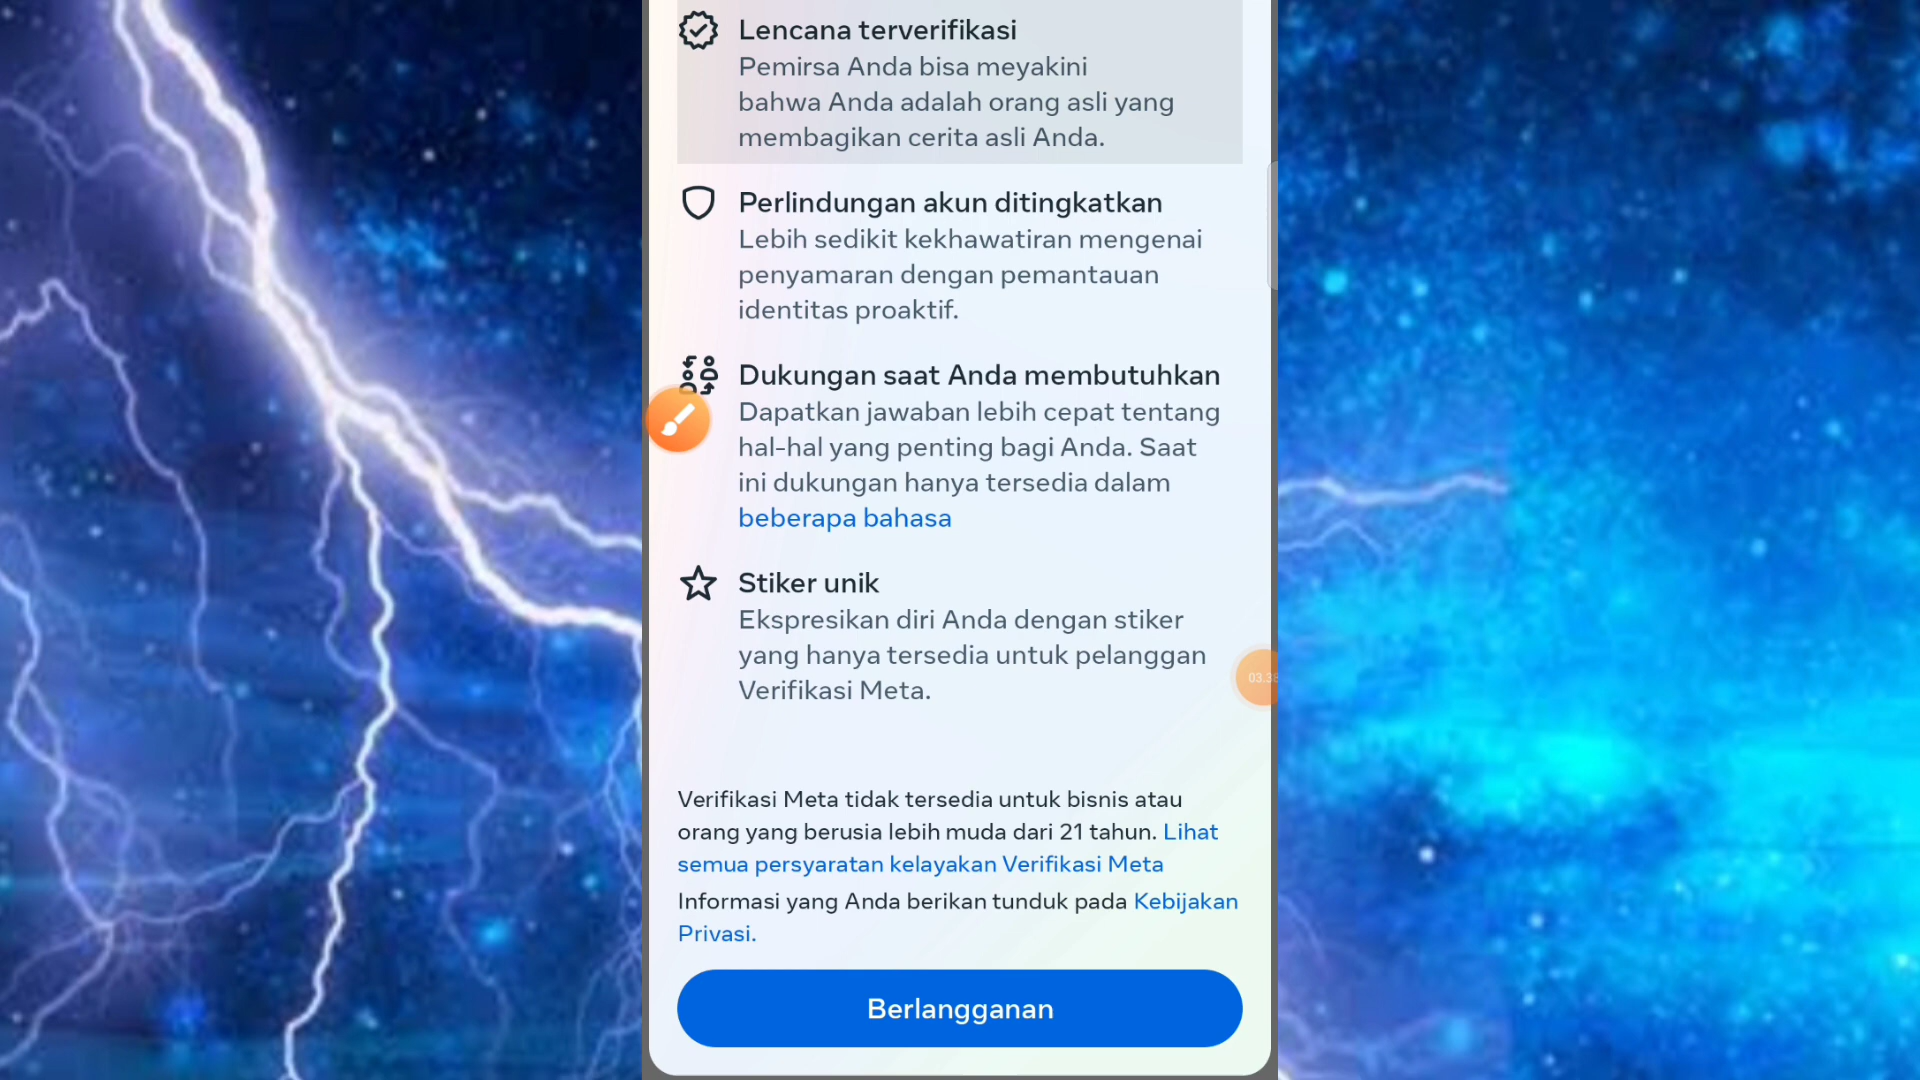 Lencana terverifikasi
Pemirsa Anda bisa meyakini
bahwa Anda adalah orang asli yang
membagikan cerita asli Anda.
Perlindungan akun ditingkatkan
Lebih sedikit kekhawatiran mengenai
penyamaran dengan pemantauan
identitas proaktif.
Dukungan saat Anda membutuhkan
Dapatkan jawaban lebih cepat tentang
hal-hal yang penting bagi Anda. Saat
ini dukungan hanya tersedia dalam
beberapa bahasa
Stiker unik
Ekspresikan diri Anda dengan stiker
yang hanya tersedia untuk pelanggan
Verifikasi Meta.
Verifikasi Meta tidak tersedia untuk bisnis atau
orang yang berusia lebih muda dari 21 tahun. Lihat
semua persyaratan kelayakan Verifikasi Meta
Informasi yang Anda berikan tunduk pada Kebijakan
Privasi.
Berlangganan